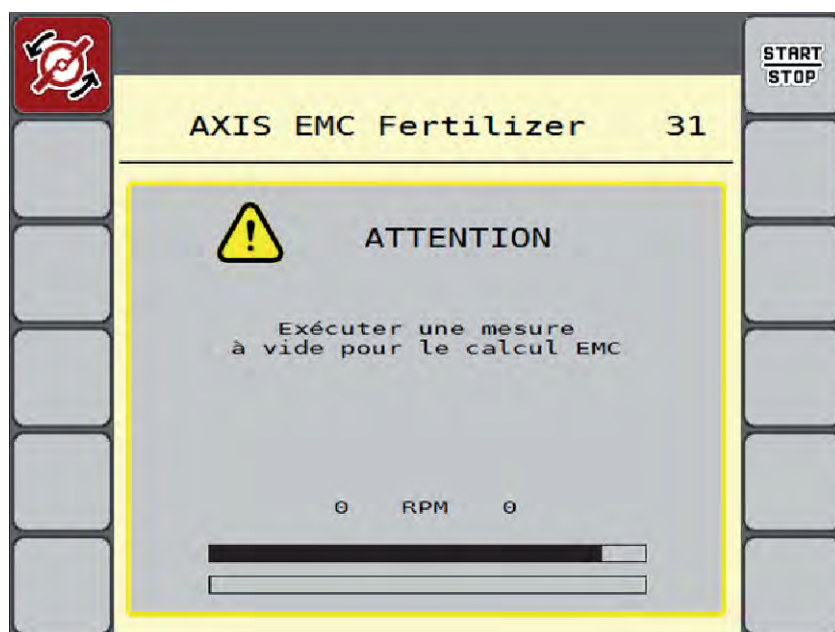 START
STOP
AXIS EMC Fertilizer 31
ATTENTION
Exécuter une mesure
à vide pour le calcul EMC
0 RPM 0